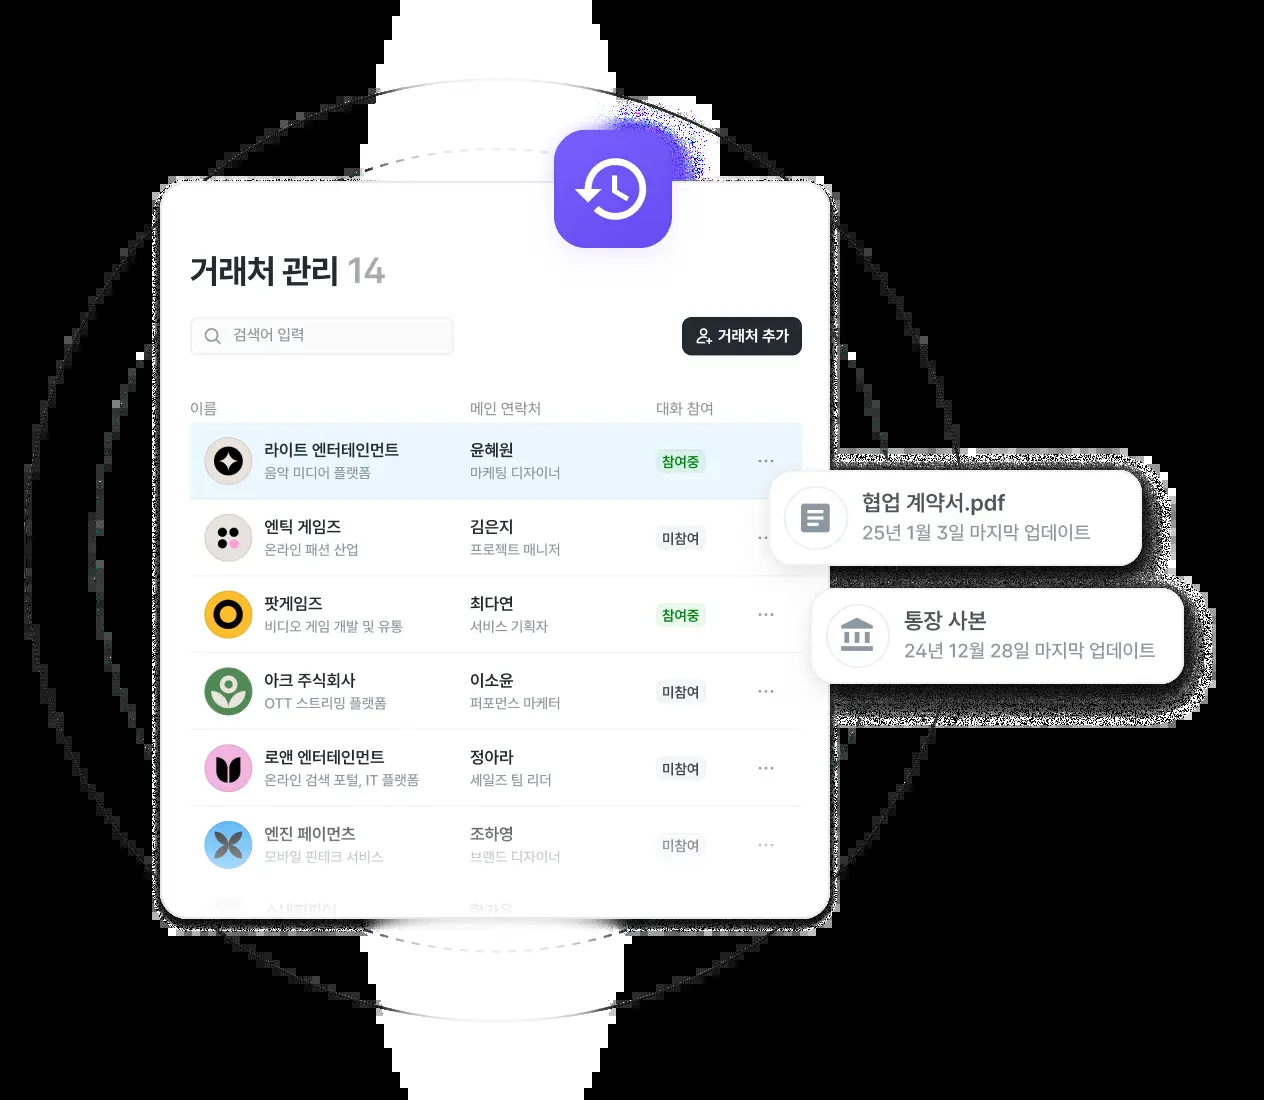 거래처 관리 14
검색어 입력
거래처 추가
이름 메인 연락처 대화 참여
라이트 엔터테인먼트 윤혜원 참여중
음악 미디어 플랫폼 마케팅 디자이너
협업 계약서.pdf
25년 1월 3일 마지막 업데이트
엔틱 게임즈 김은지 미참여
온라인 패션 산업 프로젝트 매니저
팟게임즈 최다연 참여중
비디오 게임 개발 및 유통 서비스 기획자
통장 사본
24년 12월 28일 마지막 업데이트
아크 주식회사 이소윤 미참여
OTT 스트리밍 플랫폼 퍼포먼스 마케터
로앤 엔터테인먼트 정아라 미참여
온라인 검색 포털, IT 플랫폼 세일즈 팀 리더
엔진 페이먼츠 조하영 미참여
모바일 핀테크 서비스 브랜드 디자이너